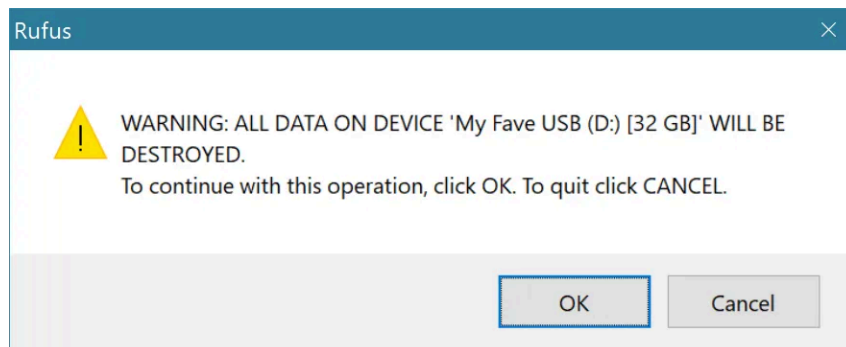 Rufus
WARNING: ALL DATA ON DEVICE 'My Fave USB (D:) [32 GB]' WILL BE
DESTROYED.
To continue with this operation, click OK. To quit click CANCEL.
OK
Cancel